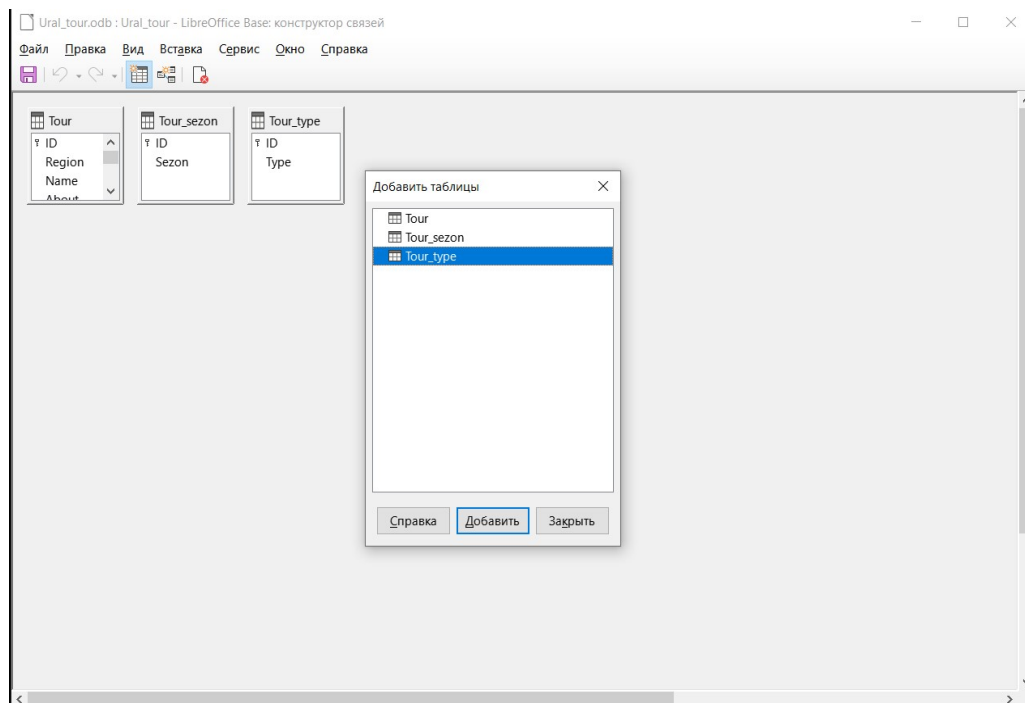 Ural_tour.odb : Ural_tour - LibreOffice Base: конструктор связей
Файл Правка Вид Вставка Сервис Окно Справка
Tour
ID
Region
Name
About
Tour_sezon
ID
Sezon
Tour_type
ID
Type
Добавить таблицы
Tour
Tour_sezon
Tour_type
Справка Добавить Закрыть